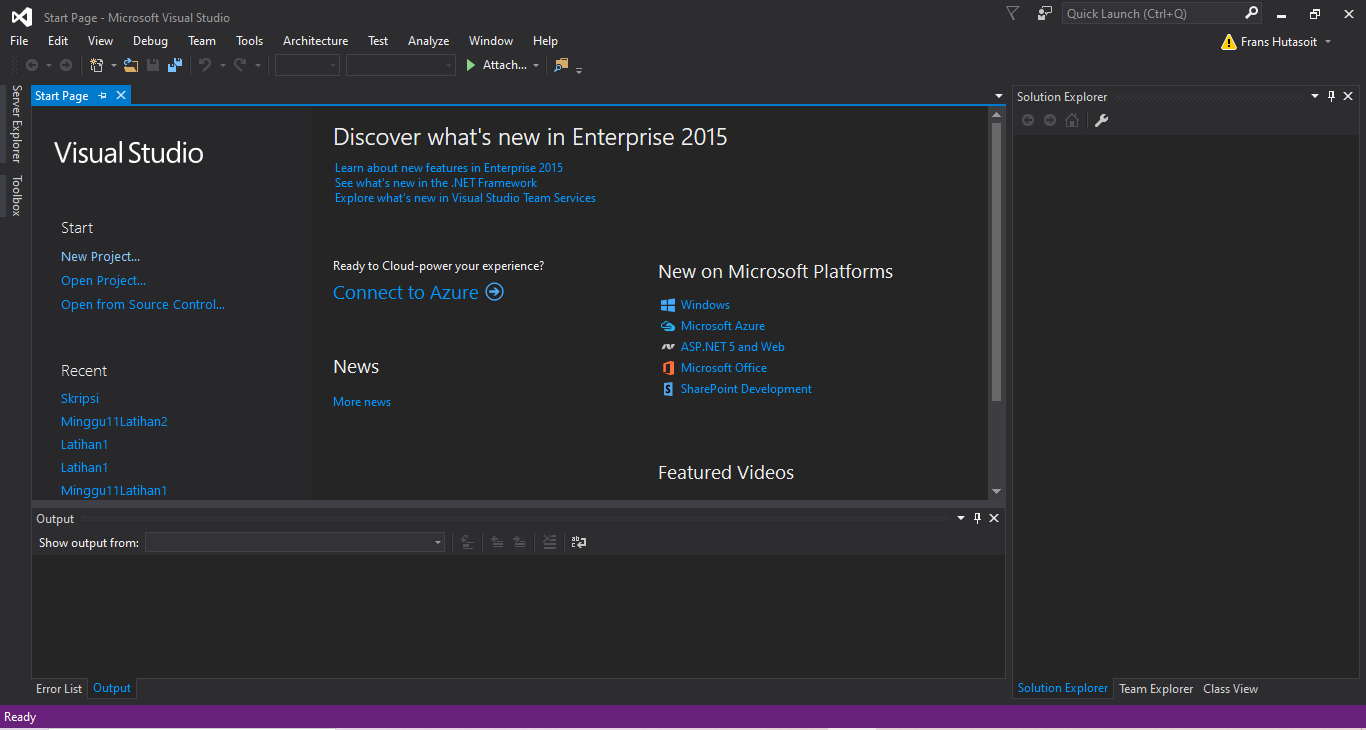 Start Page - Microsoft Visual Studio
Quick Launch (Ctrl+Q)
File Edit View Debug Team Tools Architecture Test Analyze Window Help
Frans Hutasoit
Attach...
Server Explorer
Toolbox
Start Page
Visual Studio
Start
New Project...
Open Project...
Open from Source Control...
Recent
Skripsi
Minggu11Latihan2
Latihan1
Latihan1
Minggu11Latihan1
Discover what's new in Enterprise 2015
Learn about new features in Enterprise 2015
See what's new in the .NET Framework
Explore what's new in Visual Studio Team Services
Ready to Cloud-power your experience?
Connect to Azure
News
More news
New on Microsoft Platforms
Windows
Microsoft Azure
ASP.NET 5 and Web
Microsoft Office
SharePoint Development
Featured Videos
Solution Explorer
Output
Show output from:
Error List Output
Solution Explorer Team Explorer Class View
Ready